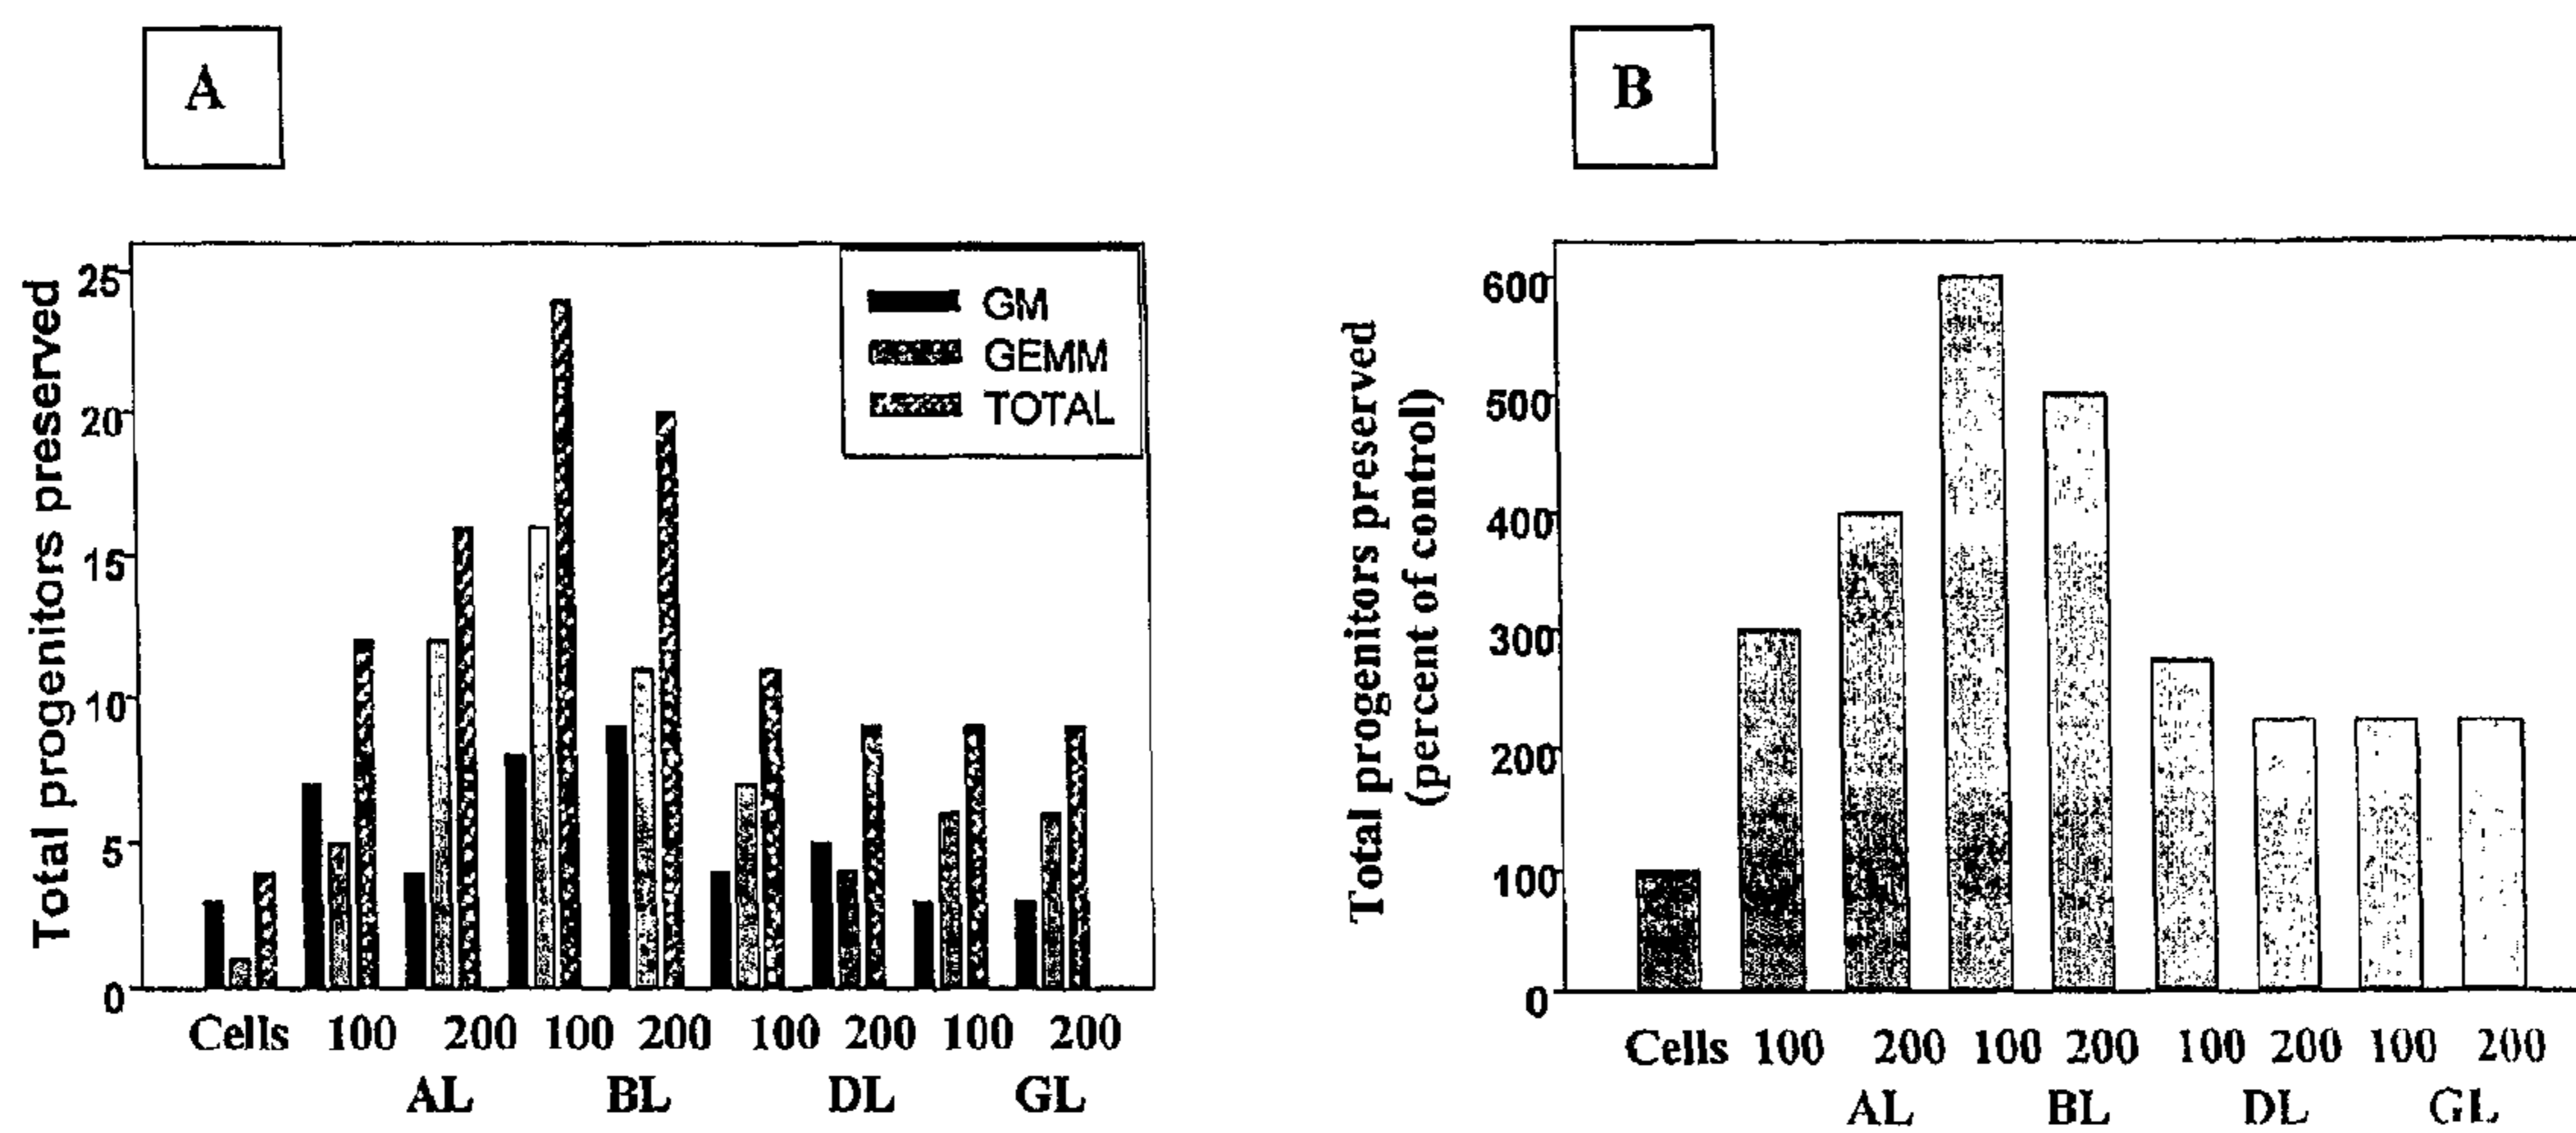 A
Total progenitors preserved
25
20
15
10
5
0
GM
GEMM
TOTAL
Cells 100 200 100 200 100 200 100 200
AL BL DL GL
B
Total progenitors preserved
(percent of control)
600
500
400
300
200
100
0
Cells 100 200 100 200 100 200 100 200
AL BL DL GL